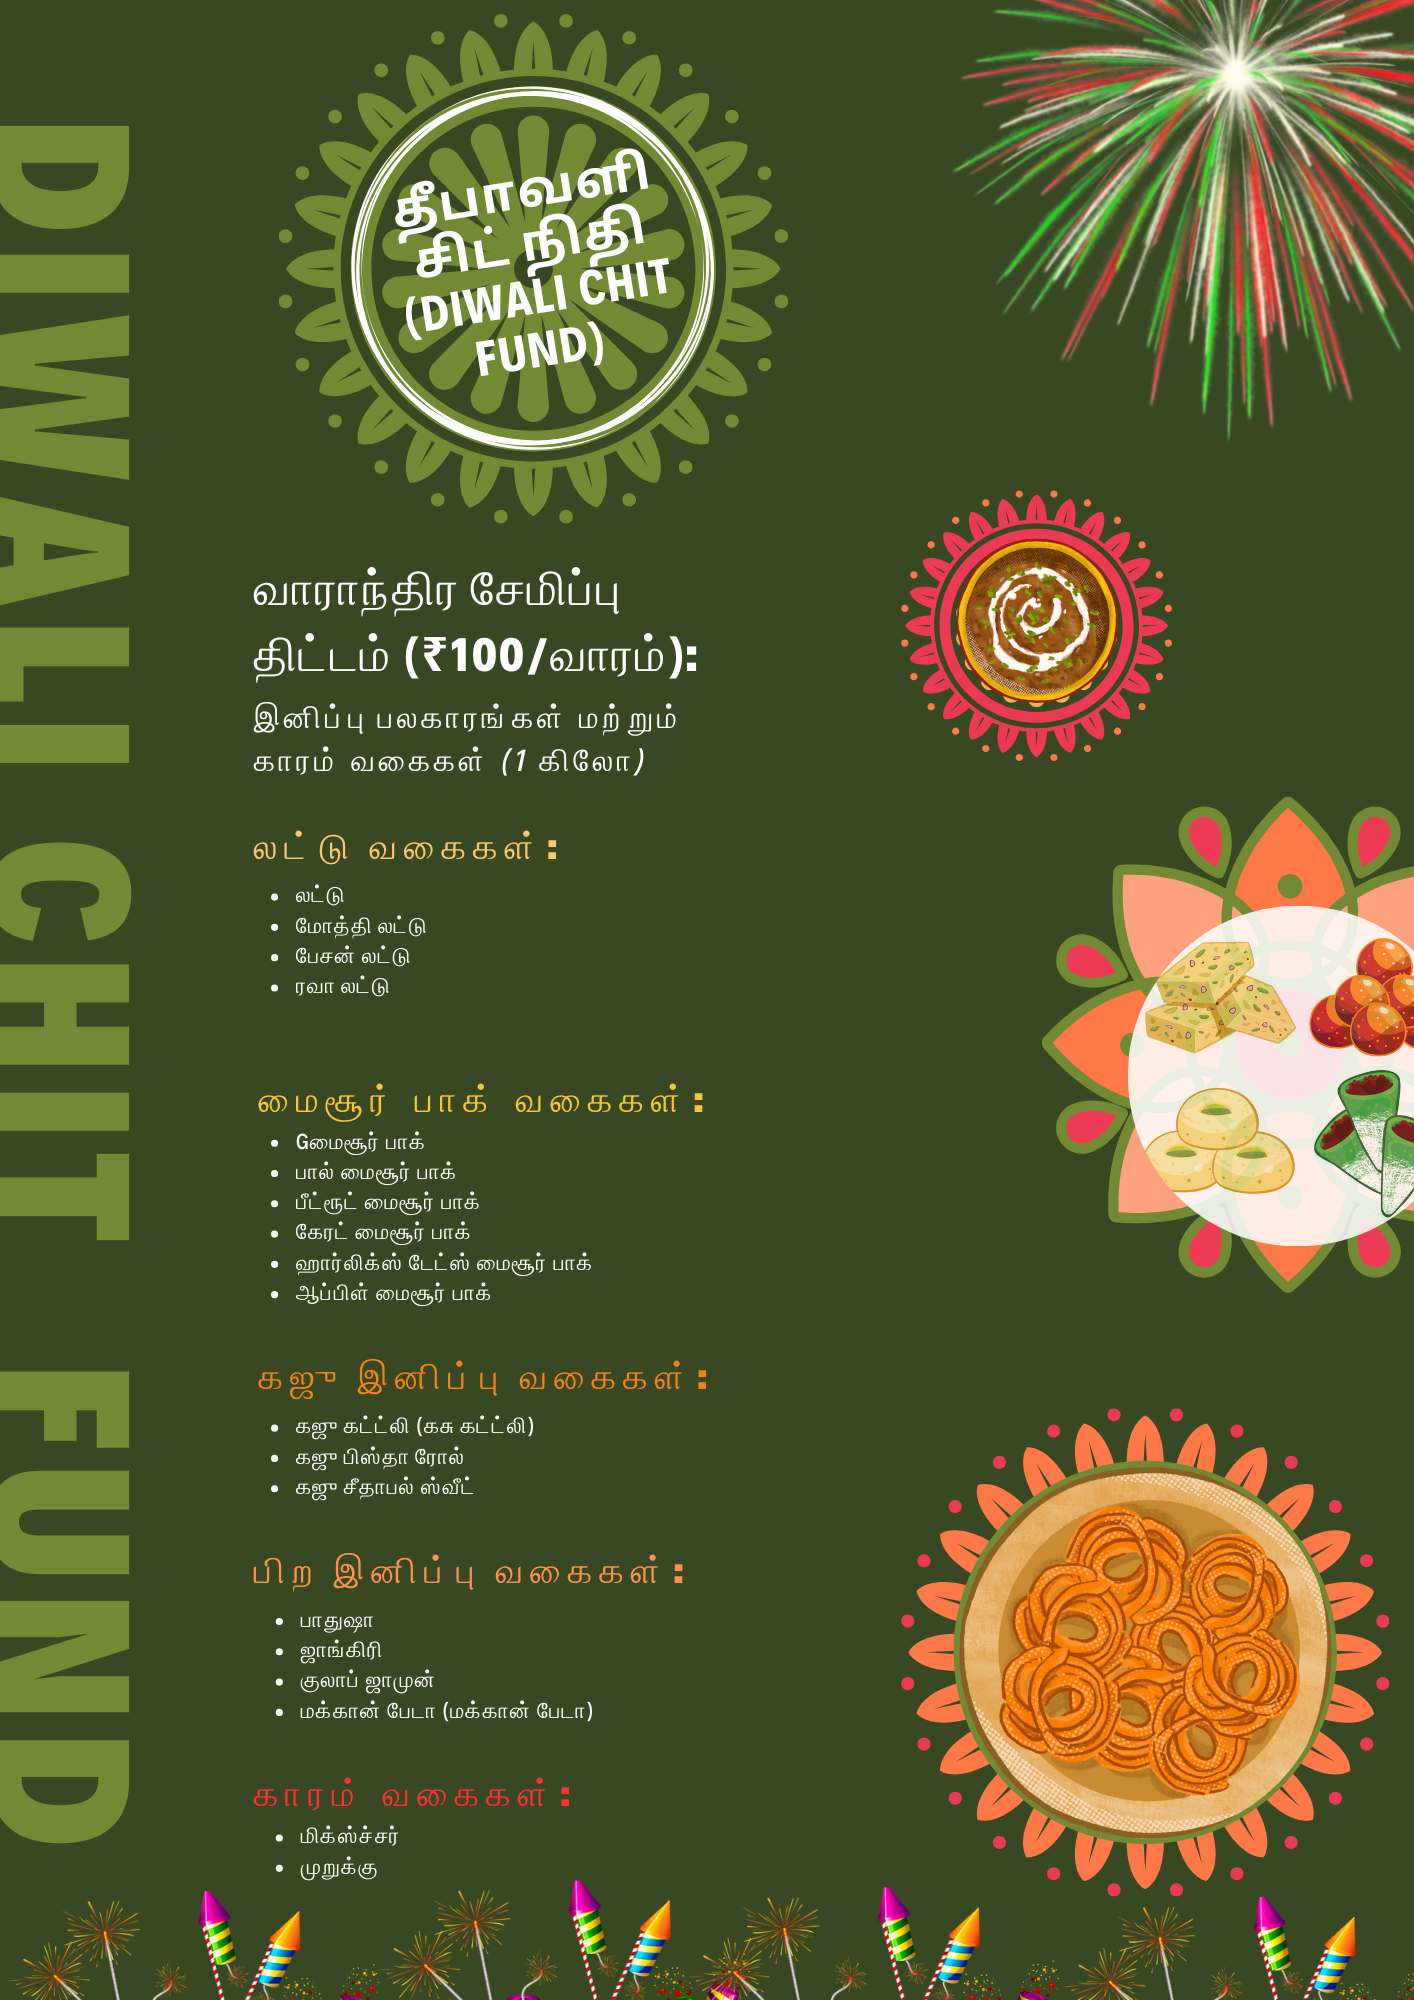 DIWALI CHIT FUND
தீபாவளி
சிட் நிதி
(DIWALI CHIT
FUND)
வாராந்திர சேமிப்பு
திட்டம் (₹100/வாரம்):
இனிப்பு பலகாரங்கள் மற்றும்
காரம் வகைகள் (1 கிலோ)
லட்டு வகைகள்:
• லட்டு
• மோத்தி லட்டு
• பேசன் லட்டு
• ரவா லட்டு
மைசூர் பாக் வகைகள்:
• Gமைசூர் பாக்
• பால் மைசூர் பாக்
• பீட்ரூட் மைசூர் பாக்
• கேரட் மைசூர் பாக்
• ஹார்லிக்ஸ் டேட்ஸ் மைசூர் பாக்
• ஆப்பிள் மைசூர் பாக்
கஜு இனிப்பு வகைகள்:
• கஜு கட்ட்லி (கசு கட்ட்லி)
• கஜு பிஸ்தா ரோல்
• கஜு சீதாபல் ஸ்வீட்
பிற இனிப்பு வகைகள்:
• பாதுஷா
• ஜாங்கிரி
• குலாப் ஜாமுன்
• மக்கான் பேடா (மக்கான் பேடா)
காரம் வகைகள்:
• மிக்ஸ்ச்சர்
• முறுக்கு